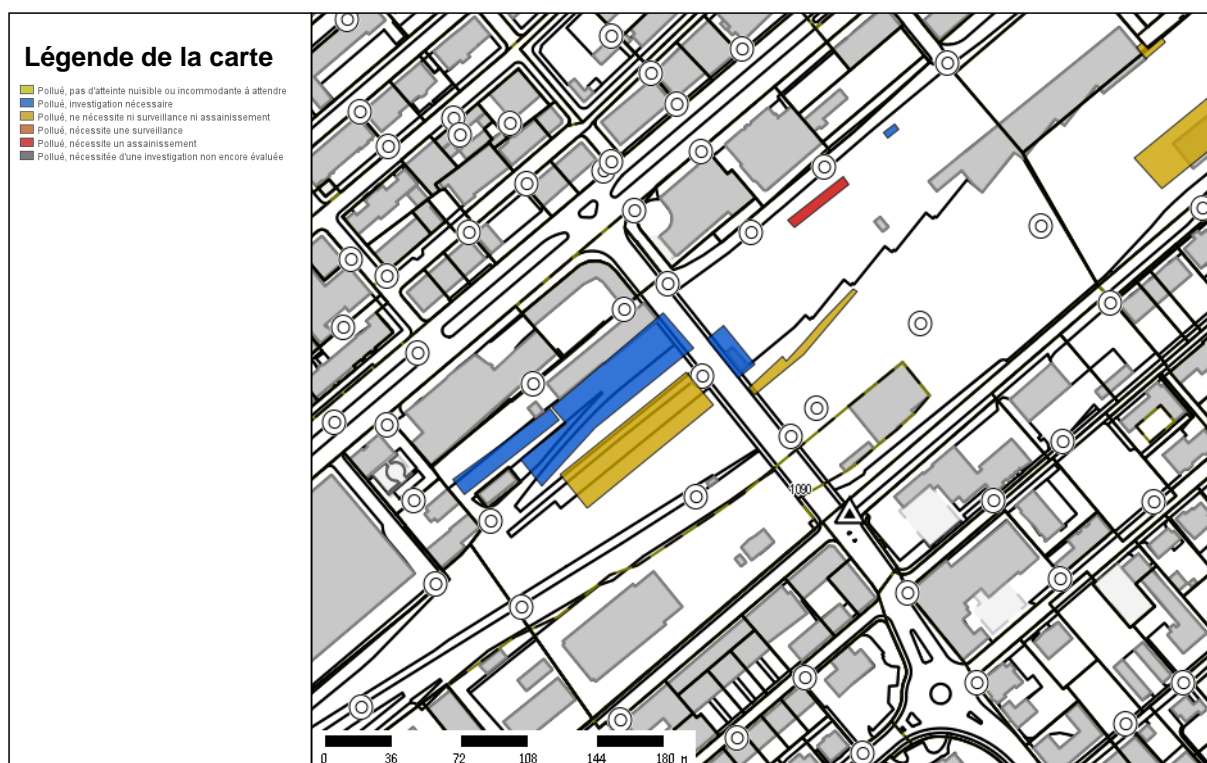 Légende de la carte
Pollué, pas d'atteinte nuisible ou incommodante à attendre
Pollué, investigation nécessaire
Pollué, ne nécessite ni surveillance ni assainissement
Pollué, nécessite une surveillance
Pollué, nécessite un assainissement
Pollué, nécessitée d'une investigation non encore évaluée
1090
0 36 72 108 144 180 M